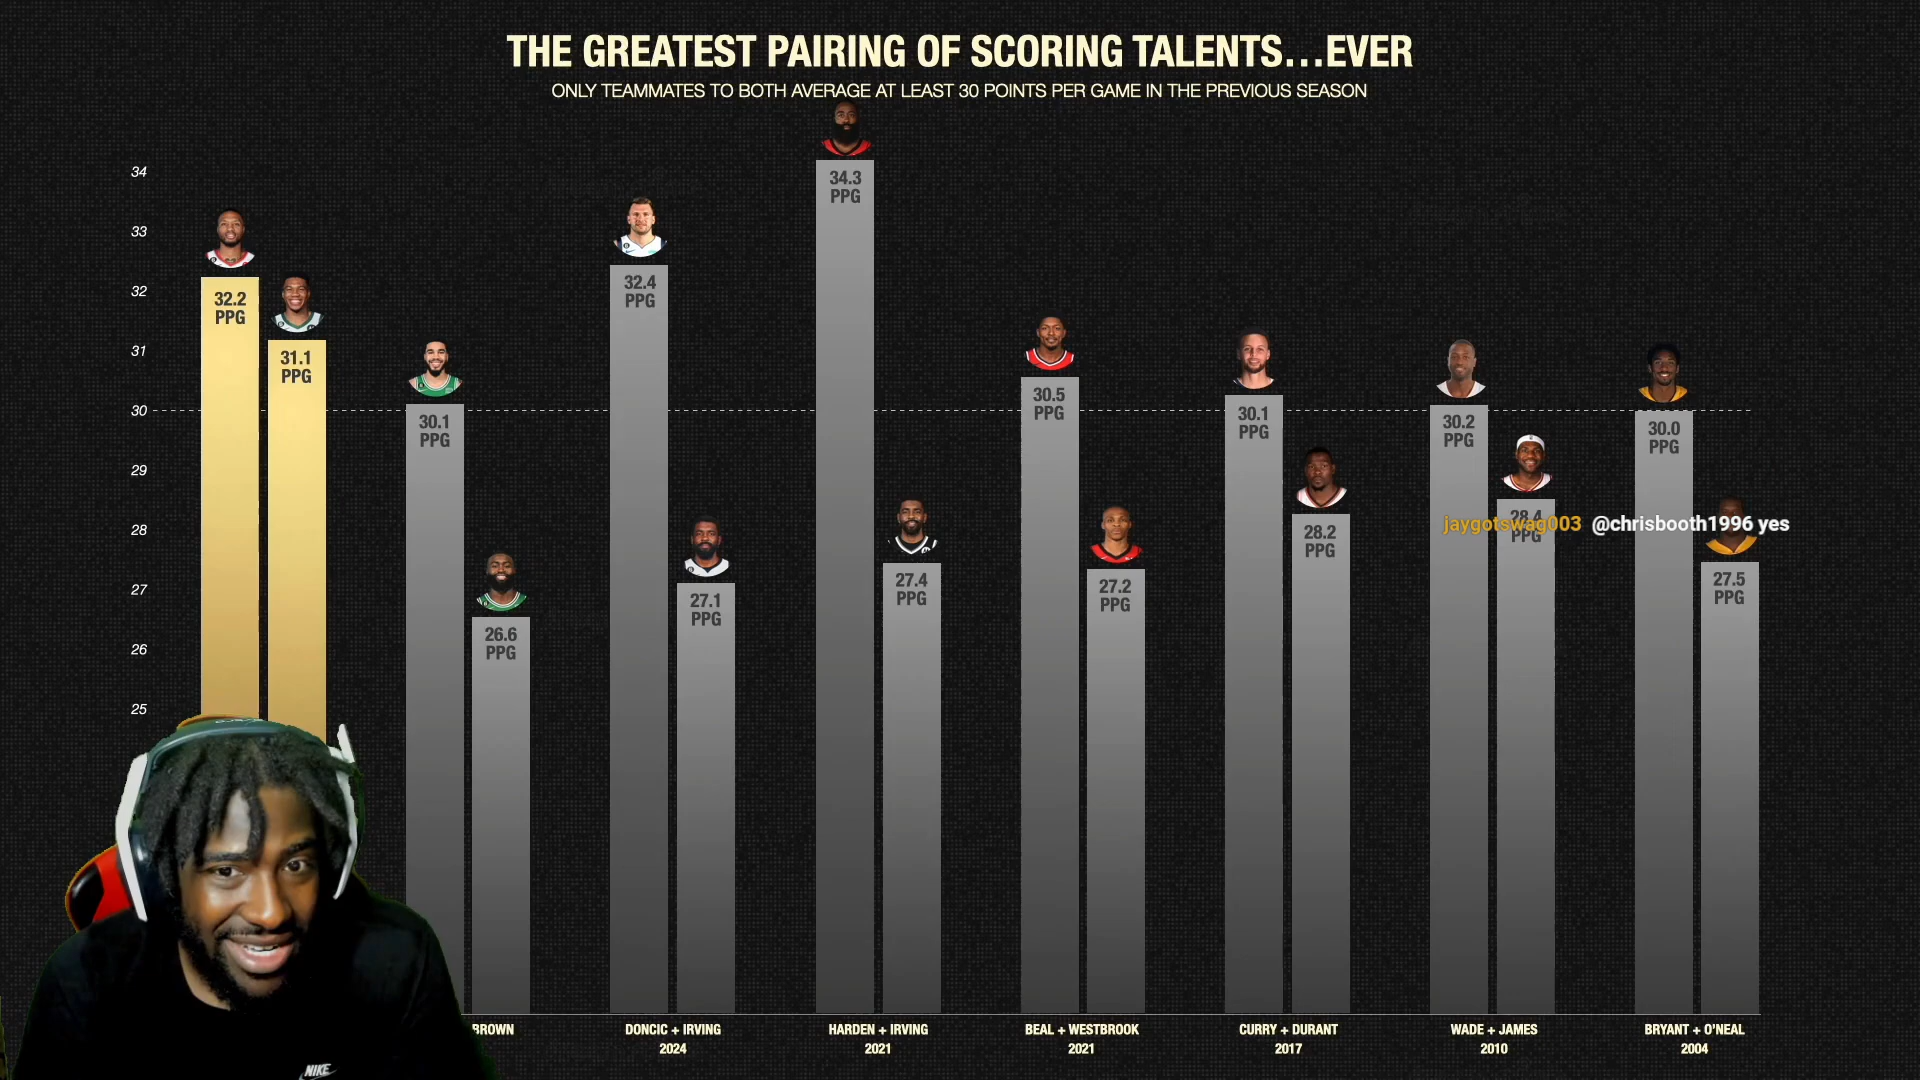 THE GREATEST PAIRING OF SCORING TALENTS...EVER
ONLY TEAMMATES TO BOTH AVERAGE AT LEAST 30 POINTS PER GAME IN THE PREVIOUS SEASON
34
33
32
31
30
29
28
27
26
25
32.2
PPG
31.1
PPG
30.1
PPG
26.6
PPG
32.4
PPG
27.1
PPG
34.3
PPG
27.4
PPG
30.5
PPG
27.2
PPG
30.1
PPG
28.2
PPG
30.2
PPG
28.4
PPG
30.0
PPG
27.5
PPG
jaygotswag003 @chrisbooth1996 yes
BROWN
DONCIC + IRVING
2024
HARDEN + IRVING
2021
BEAL + WESTBROOK
2021
CURRY + DURANT
2017
WADE + JAMES
2010
BRYANT + O'NEAL
2004
NIKE